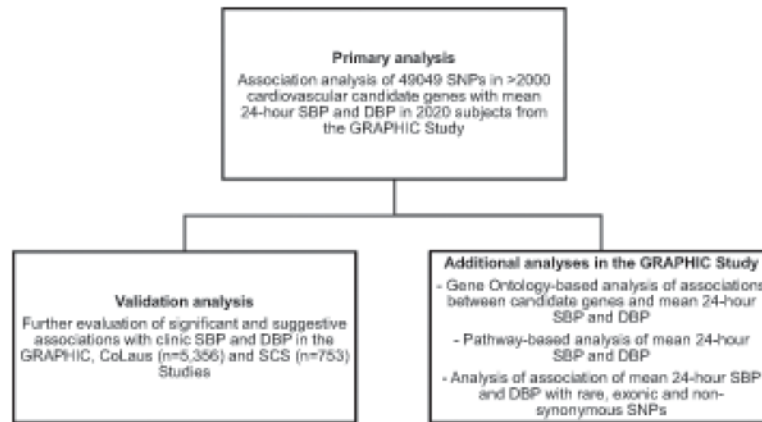 Primary analysis
Association analysis of 49049 SNPs in >2000
cardiovascular candidate genes with mean
24-hour SBP and DBP in 2020 subjects from
the GRAPHIC Study
Validation analysis
Further evaluation of significant and suggestive
associations with clinic SBP and DBP in the
GRAPHIC, CoLaus (n=5,356) and SCS (n=753)
Studies
Additional analyses in the GRAPHIC Study
- Gene Ontology-based analysis of associations
between candidate genes and mean 24-hour
SBP and DBP
- Pathway-based analysis of mean 24-hour
SBP and DBP
- Analysis of association of mean 24-hour SBP
and DBP with rare, exonic and non-
synonymous SNPs